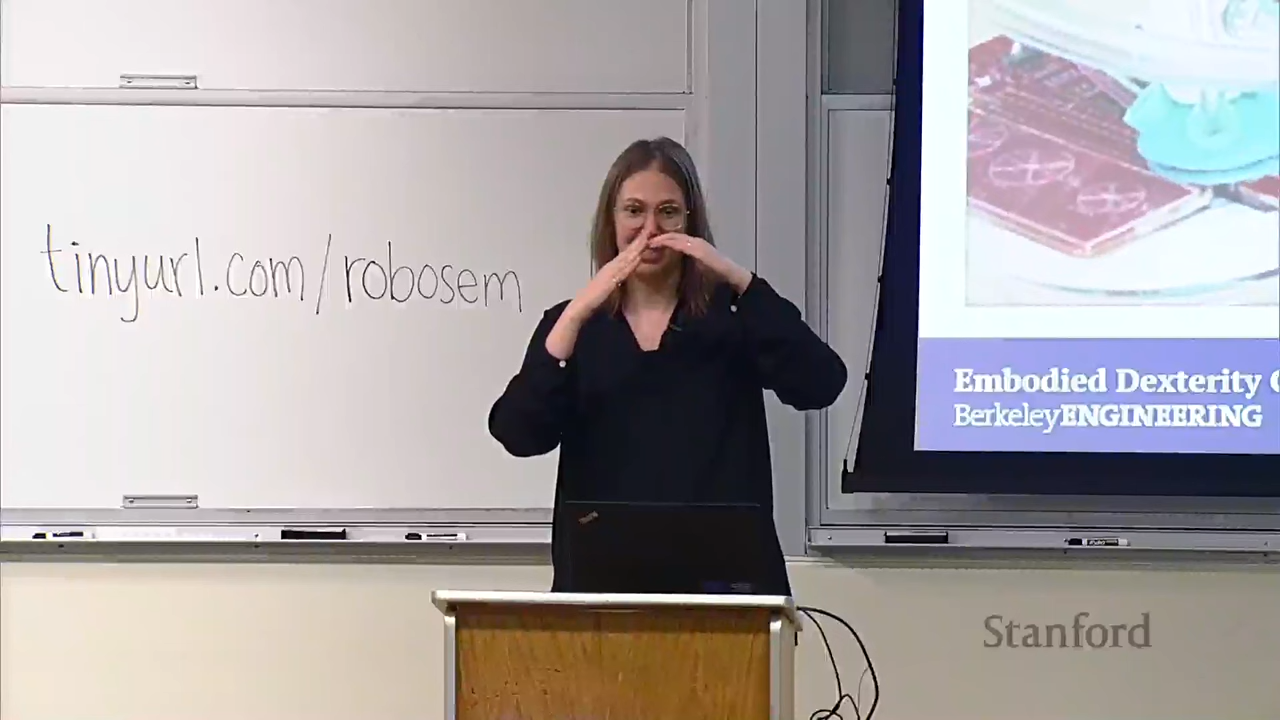 tinyurl.com/robosem
Embodied Dexterity
BerkeleyENGINEERING
Stanford